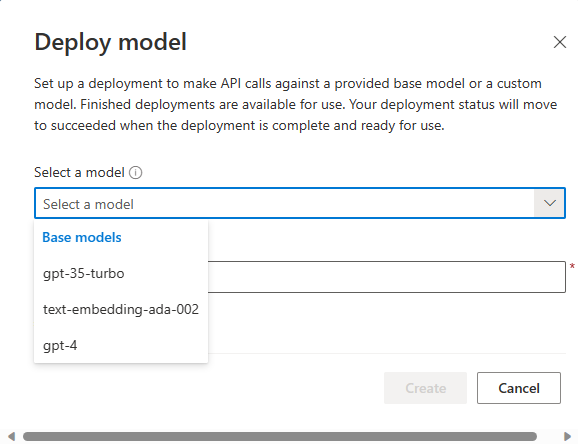 Deploy model
Set up a deployment to make API calls against a provided base model or a custom
model. Finished deployments are available for use. Your deployment status will move
to succeeded when the deployment is complete and ready for use.
Select a model
Select a model
Base models
gpt-35-turbo
*
text-embedding-ada-002
gpt-4
Create Cancel